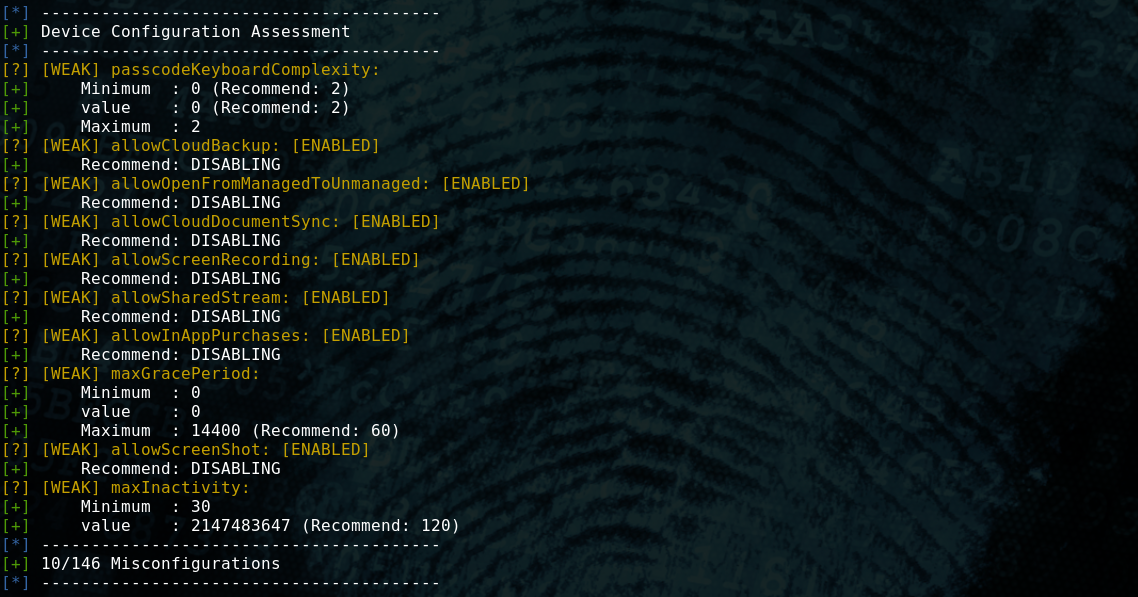 [*] ----------------------------------------
[+] Device Configuration Assessment
[*] ----------------------------------------
[?] [WEAK] passcodeKeyboardComplexity:
[+]     Minimum  : 0 (Recommend: 2)
[+]     value    : 0 (Recommend: 2)
[+]     Maximum  : 2
[?] [WEAK] allowCloudBackup: [ENABLED]
[+]     Recommend: DISABLING
[?] [WEAK] allowOpenFromManagedToUnmanaged: [ENABLED]
[+]     Recommend: DISABLING
[?] [WEAK] allowCloudDocumentSync: [ENABLED]
[+]     Recommend: DISABLING
[?] [WEAK] allowScreenRecording: [ENABLED]
[+]     Recommend: DISABLING
[?] [WEAK] allowSharedStream: [ENABLED]
[+]     Recommend: DISABLING
[?] [WEAK] allowInAppPurchases: [ENABLED]
[+]     Recommend: DISABLING
[?] [WEAK] maxGracePeriod:
[+]     Minimum  : 0
[+]     value    : 0
[+]     Maximum  : 14400 (Recommend: 60)
[?] [WEAK] allowScreenShot: [ENABLED]
[+]     Recommend: DISABLING
[?] [WEAK] maxInactivity:
[+]     Minimum  : 30
[+]     value    : 2147483647 (Recommend: 120)
[*] ----------------------------------------
[+] 10/146 Misconfigurations
[*] ----------------------------------------